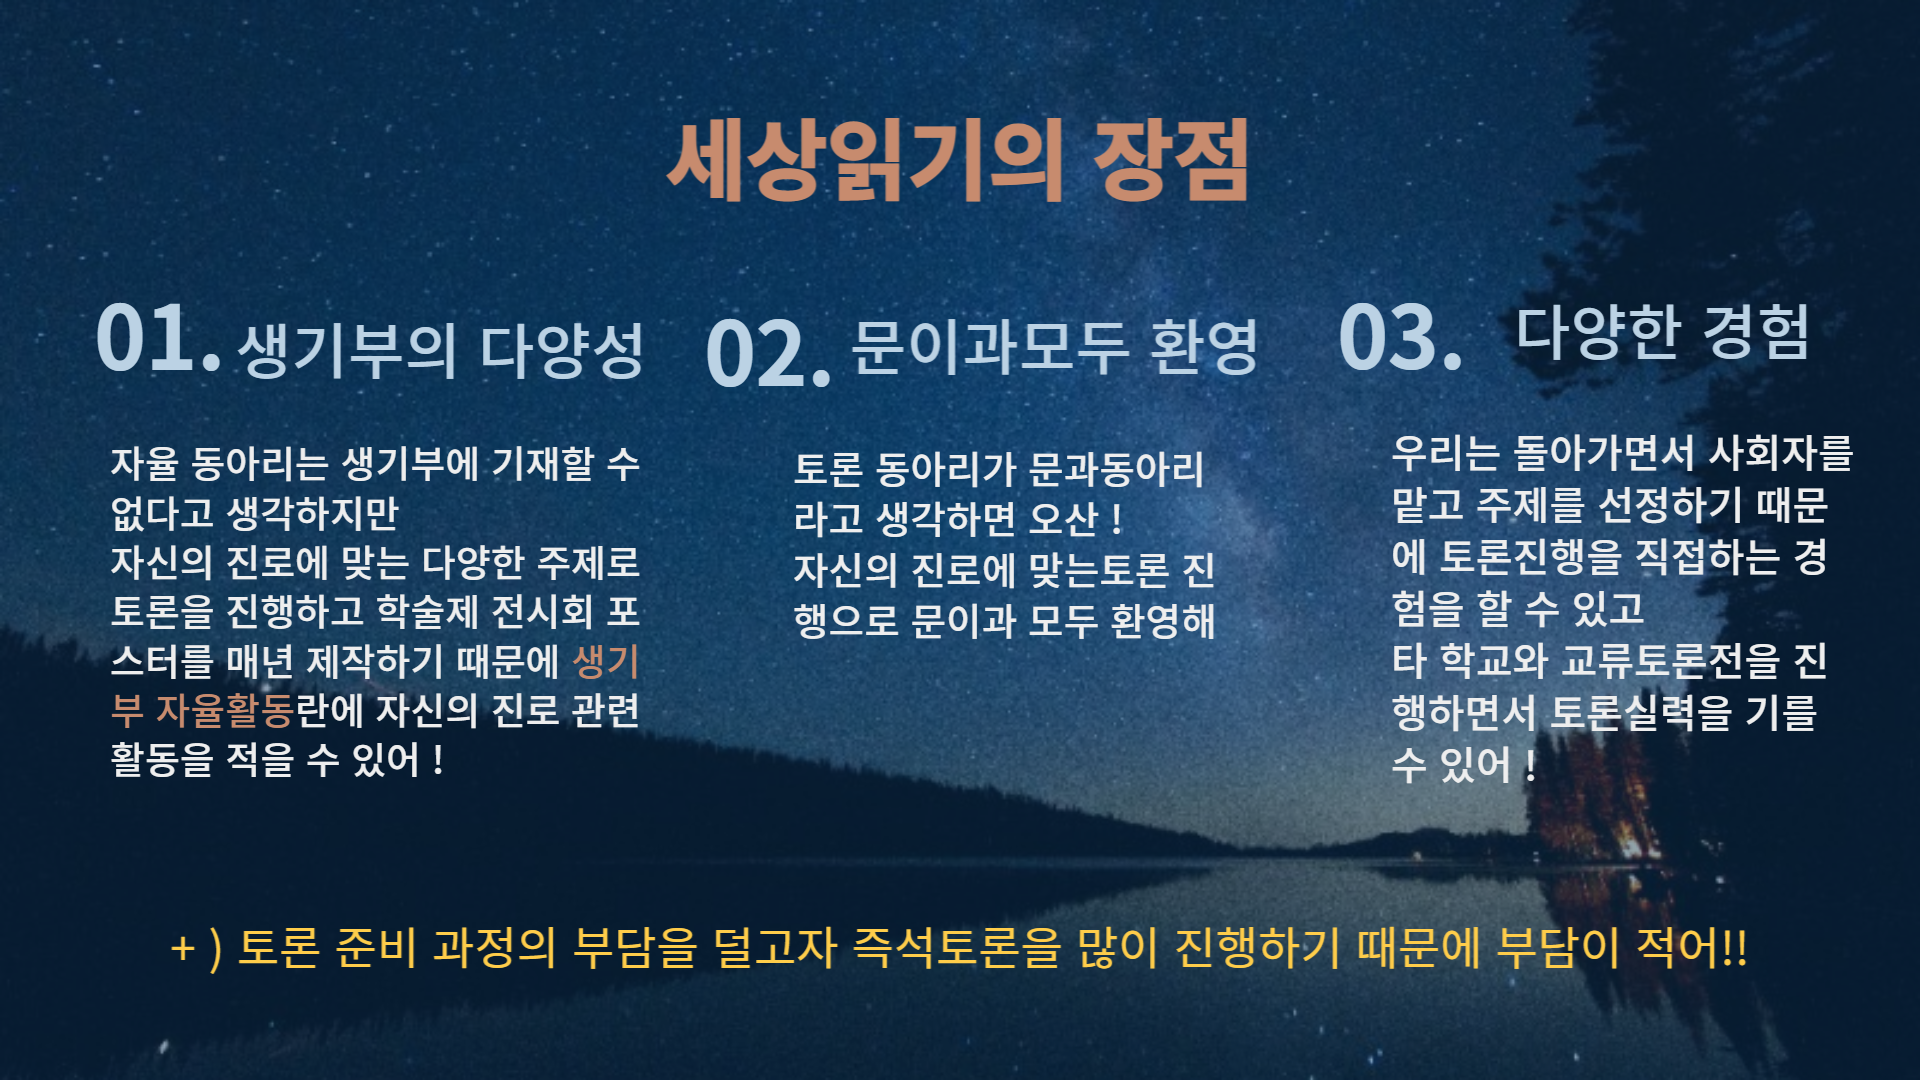 세상읽기의 장점
01. 생기부의 다양성
자율 동아리는 생기부에 기재할 수
없다고 생각하지만
자신의 진로에 맞는 다양한 주제로
토론을 진행하고 학술제 전시회 포
스터를 매년 제작하기 때문에 생기
부 자율활동란에 자신의 진로 관련
활동을 적을 수 있어 !
02. 문이과모두 환영
토론 동아리가 문과동아리
라고 생각하면 오산 !
자신의 진로에 맞는토론 진
행으로 문이과 모두 환영해
03. 다양한 경험
우리는 돌아가면서 사회자를
맡고 주제를 선정하기 때문
에 토론진행을 직접하는 경
험을 할 수 있고
타 학교와 교류토론전을 진
행하면서 토론실력을 기를
수 있어 !
+ ) 토론 준비 과정의 부담을 덜고자 즉석토론을 많이 진행하기 때문에 부담이 적어!!